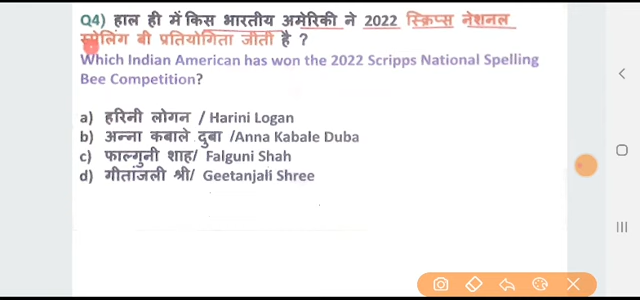 Q4) हाल ही में किस भारतीय अमेरिकी ने 2022 स्क्रिप्स नेशनल
स्पेलिंग बी प्रतियोगिता जीती है ?
Which Indian American has won the 2022 Scripps National Spelling
Bee Competition?
a) हरिनी लोगन / Harini Logan
b) अन्ना कबाले दुबा /Anna Kabale Duba
c) फाल्गुनी शाह/ Falguni Shah
d) गीतांजली श्री/ Geetanjali Shree